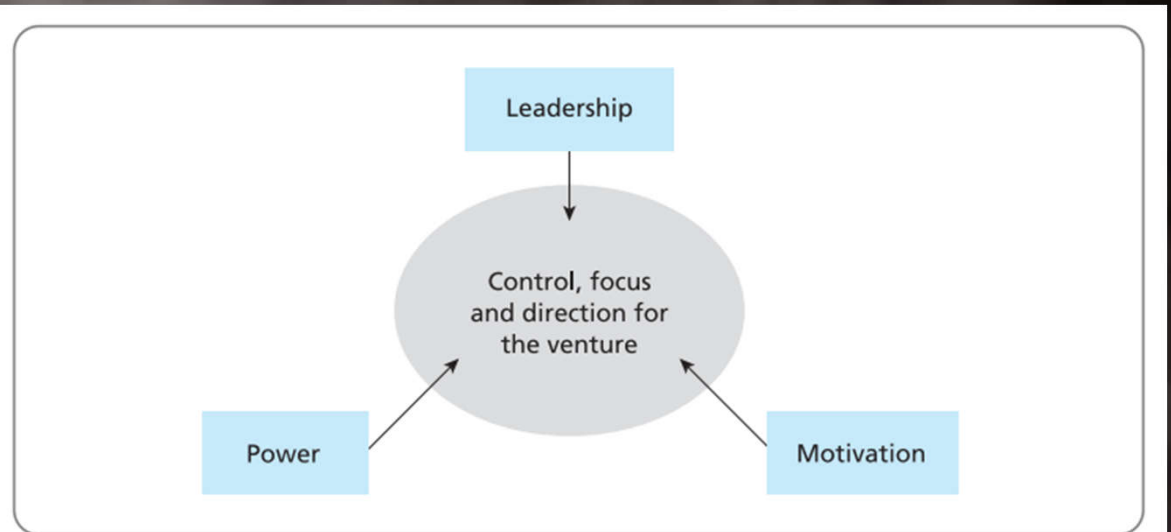 Leadership
Control, focus
and direction for
the venture
Power
Motivation